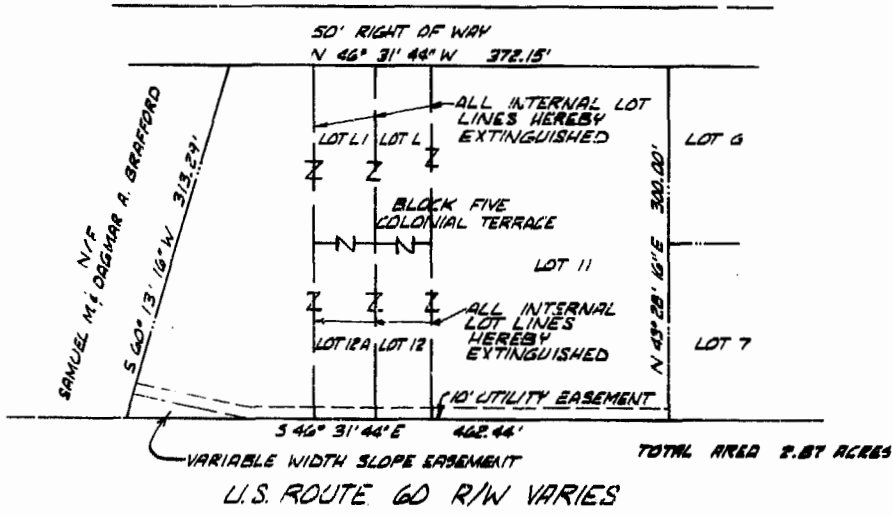 50' RIGHT OF WAY
N 46° 31' 44" W 372.15'
ALL INTERNAL LOT
LINES HEREBY
EXTINGUISHED
LOT L1
LOT L
LOT 6
N/F
SAMUEL M. & DAGMAR A. BRAFFORD
S 60° 13' 16" W 313.29'
BLOCK FIVE
COLONIAL TERRACE
LOT 11
N 43° 28' 16" E 300.00'
ALL INTERNAL
LOT LINES
HEREBY
EXTINGUISHED
LOT 12A
LOT 12
LOT 7
10' UTILITY EASEMENT
S 46° 31' 44" E 462.44'
VARIABLE WIDTH SLOPE EASEMENT
TOTAL AREA 2.87 ACRES
U.S. ROUTE 60 R/W VARIES